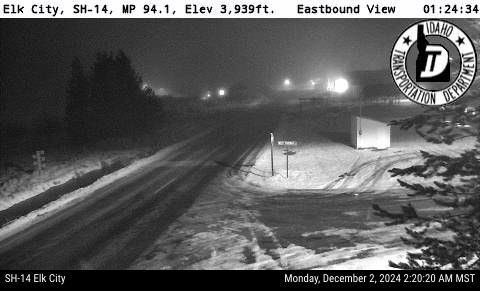 Elk City, SH-14, MP 94.1, Elev 3,939ft.   Eastbound View    01:24:34
IDAHO
TRANSPORTATION DEPARTMENT
SH-14 Elk City
Monday, December 2, 2024 2:20:20 AM MST